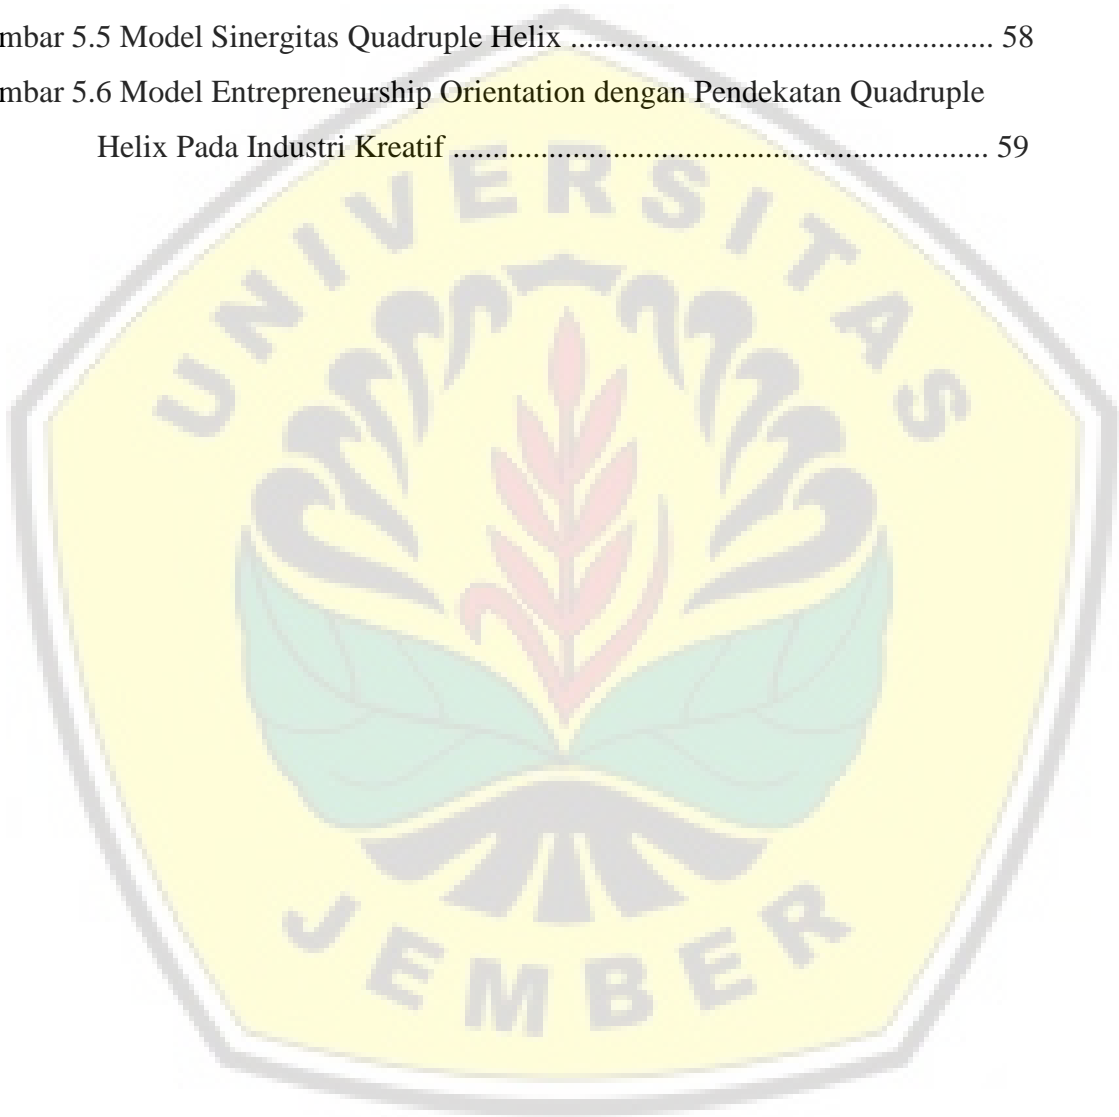 mbar 5.5 Model Sinergitas Quadruple Helix ..................................................... 58
mbar 5.6 Model Entrepreneurship Orientation dengan Pendekatan Quadruple
Helix Pada Industri Kreatif ................................................................... 59
UNIVERSITAS
JEMBER